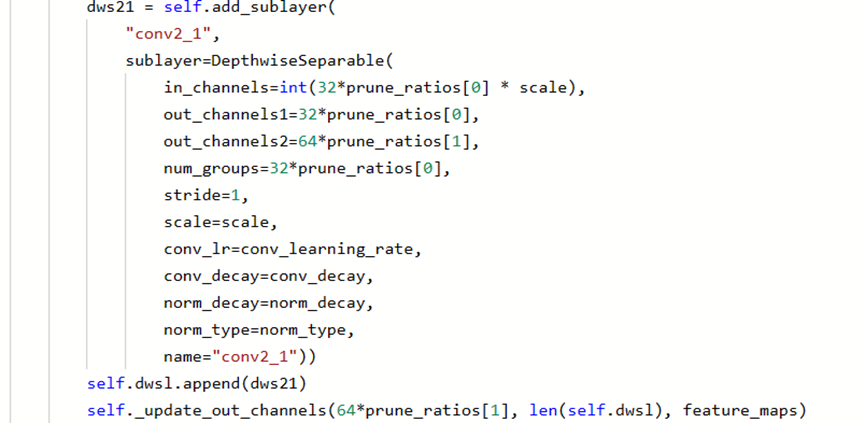 dws21 = self.add_sublayer(
"conv2_1",
sublayer=DepthwiseSeparable(
in_channels=int(32*prune_ratios[0] * scale),
out_channels1=32*prune_ratios[0],
out_channels2=64*prune_ratios[1],
num_groups=32*prune_ratios[0],
stride=1,
scale=scale,
conv_lr=conv_learning_rate,
conv_decay=conv_decay,
norm_decay=norm_decay,
norm_type=norm_type,
name="conv2_1"))
self.dwsl.append(dws21)
self._update_out_channels(64*prune_ratios[1], len(self.dwsl), feature_maps)